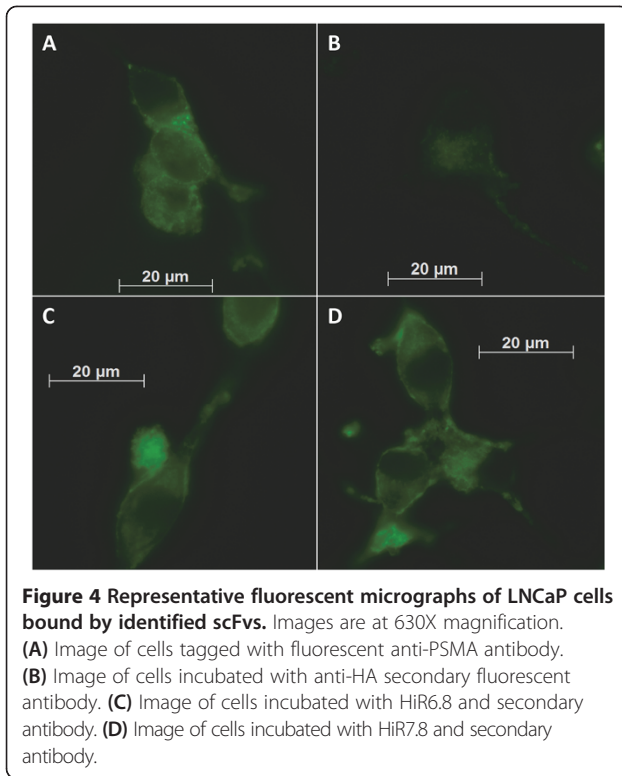 A
B
20 µm
20 µm
C
D
20 µm
20 µm
Figure 4 Representative fluorescent micrographs of LNCaP cells
bound by identified scFvs. Images are at 630X magnification.
(A) Image of cells tagged with fluorescent anti-PSMA antibody.
(B) Image of cells incubated with anti-HA secondary fluorescent
antibody. (C) Image of cells incubated with HiR6.8 and secondary
antibody. (D) Image of cells incubated with HiR7.8 and secondary
antibody.